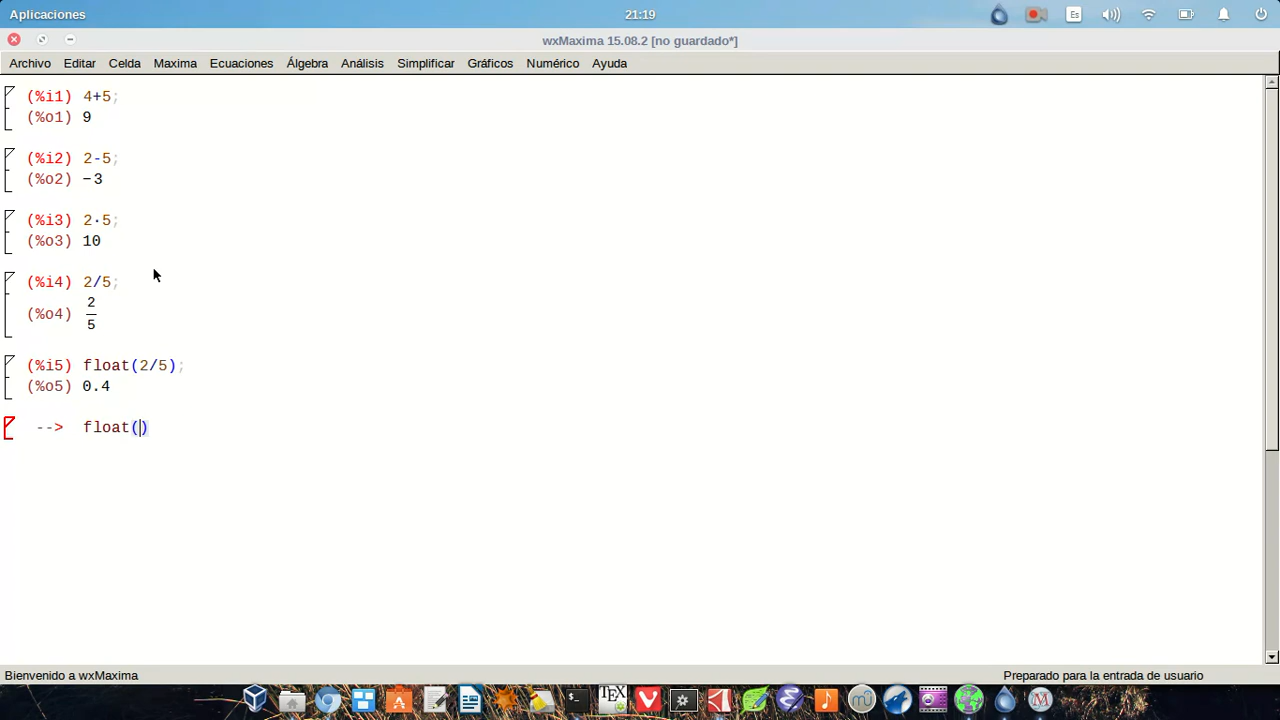 Aplicaciones
21:19
Es
wxMaxima 15.08.2 [no guardado*]
Archivo Editar Celda Maxima Ecuaciones Álgebra Análisis Simplificar Gráficos Numérico Ayuda
(%i1) 4+5;
(%o1) 9
(%i2) 2-5;
(%o2) −3
(%i3) 2·5;
(%o3) 10
(%i4) 2/5;
(%o4) 2/5
(%i5) float(2/5);
(%o5) 0.4
--> float()
Bienvenido a wxMaxima
Preparado para la entrada de usuario
TEX